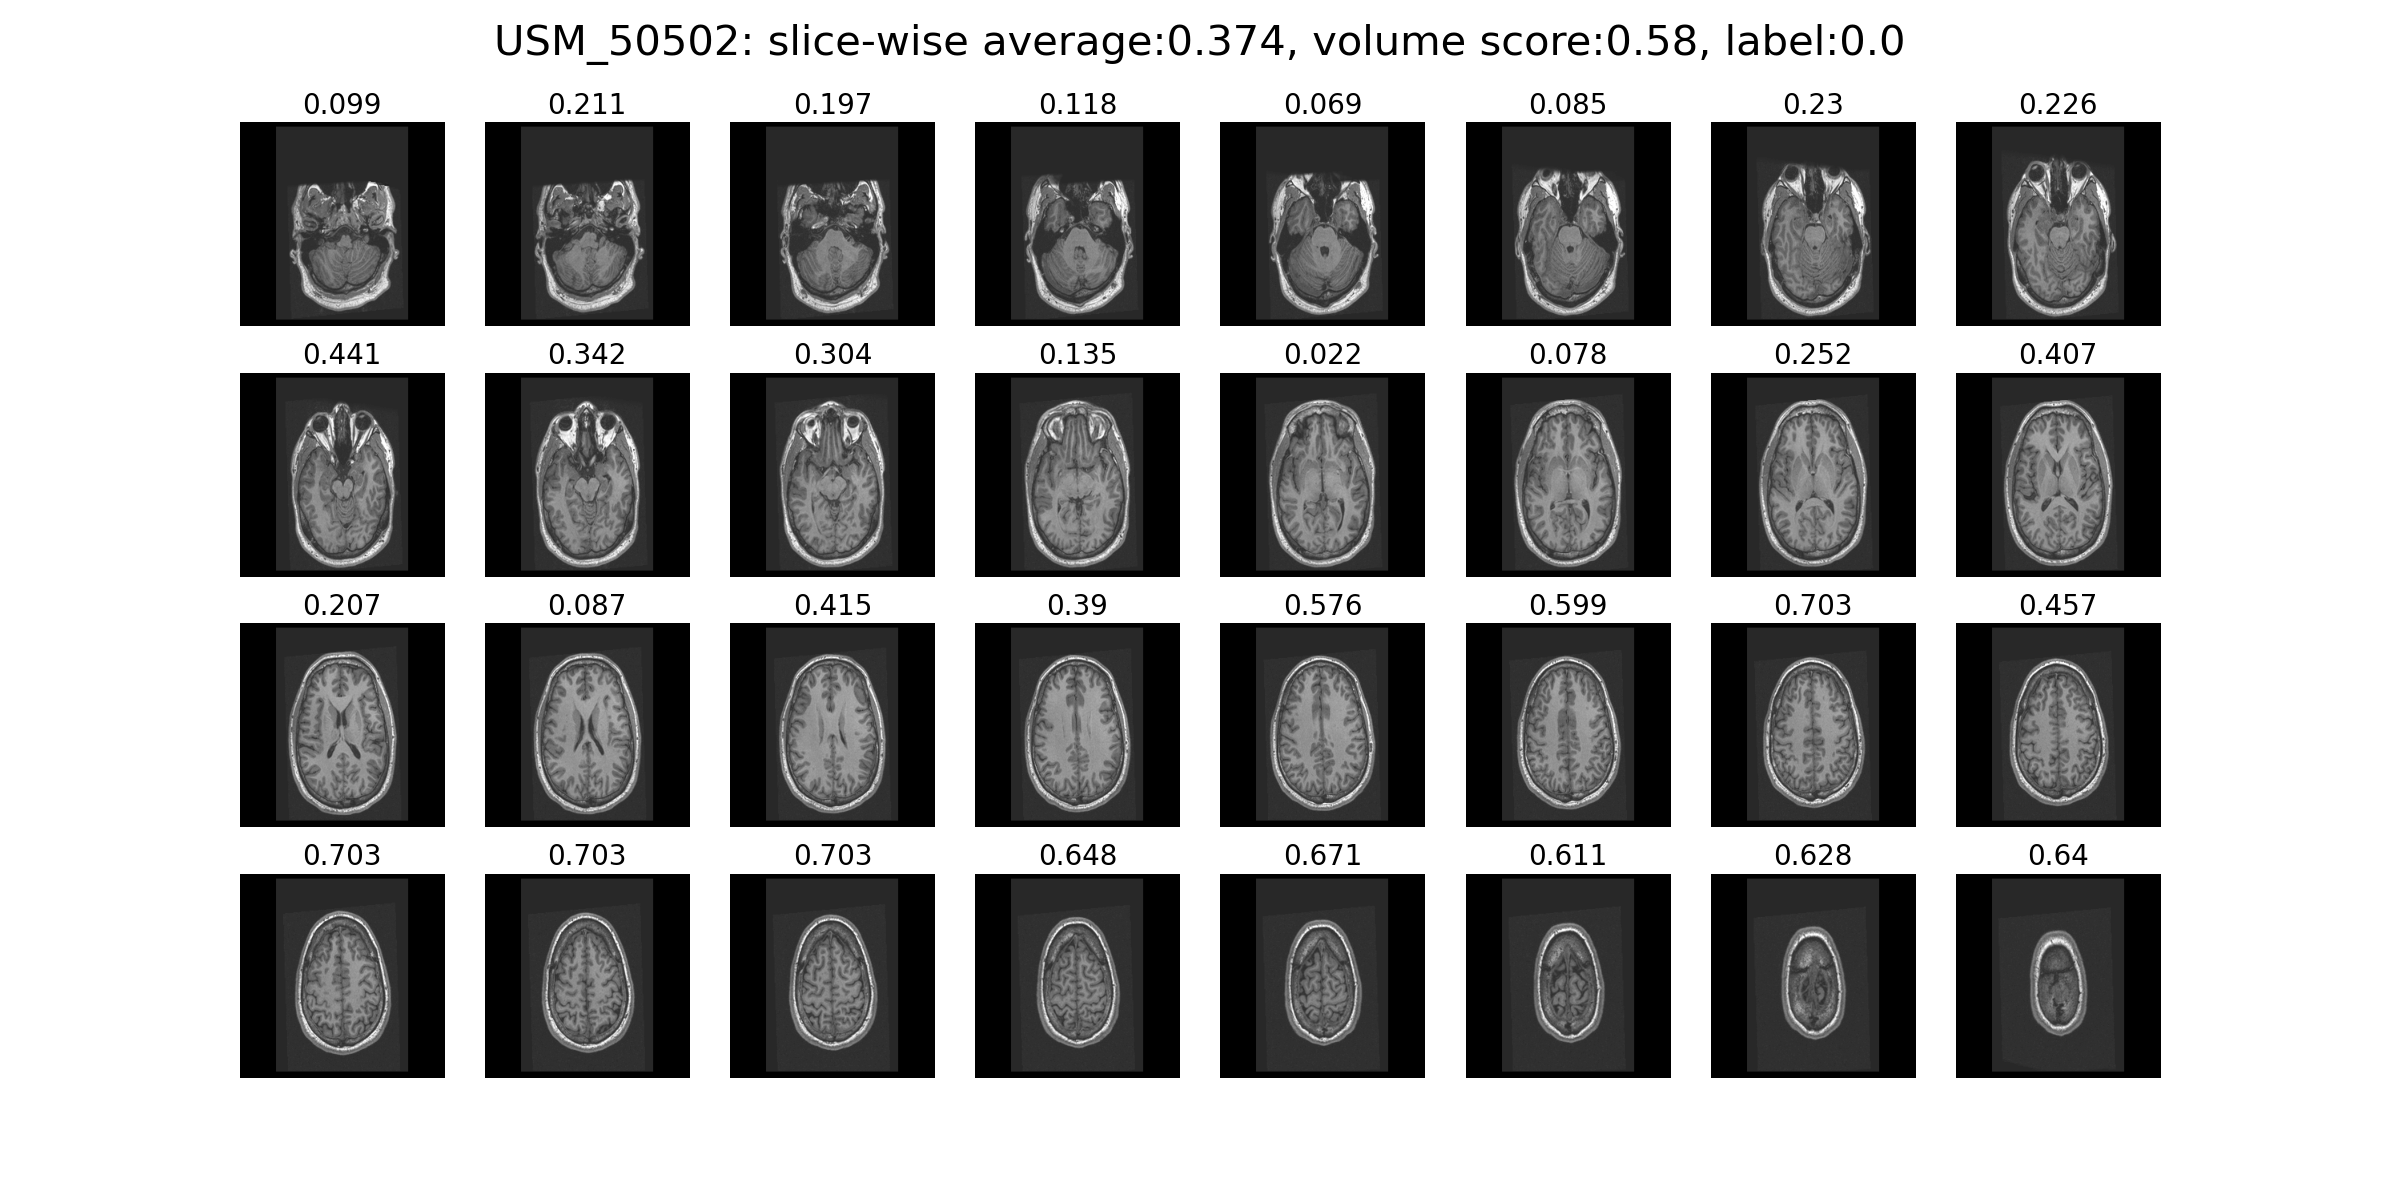 USM_50502: slice-wise average:0.374, volume score:0.58, label:0.0
0.099 0.211 0.197 0.118 0.069 0.085 0.23 0.226
0.441 0.342 0.304 0.135 0.022 0.078 0.252 0.407
0.207 0.087 0.415 0.39 0.576 0.599 0.703 0.457
0.703 0.703 0.703 0.648 0.671 0.611 0.628 0.64